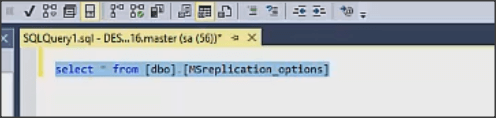 SQLQuery1.sql - DES...16.master (sa (56))*
select * from [dbo].[MSreplication_options]